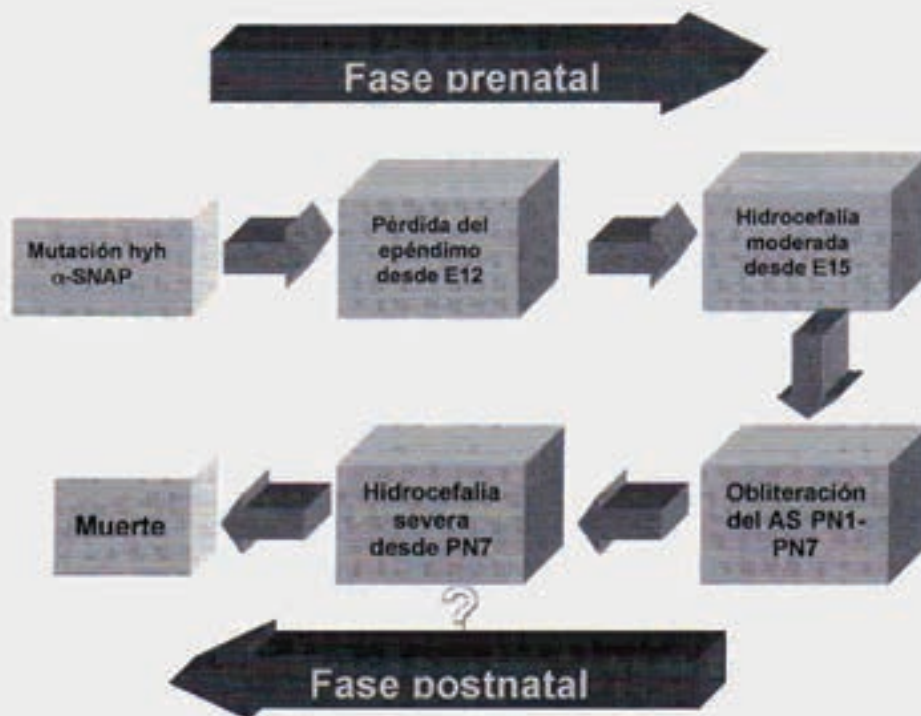 Fase prenatal
Mutación hyh
α-SNAP
Pérdida del
epéndimo
desde E12
Hidrocefalia
moderada
desde E15
Obliteración
del AS PN1-
PN7
Hidrocefalia
severa
desde PN7
Muerte
?
Fase postnatal